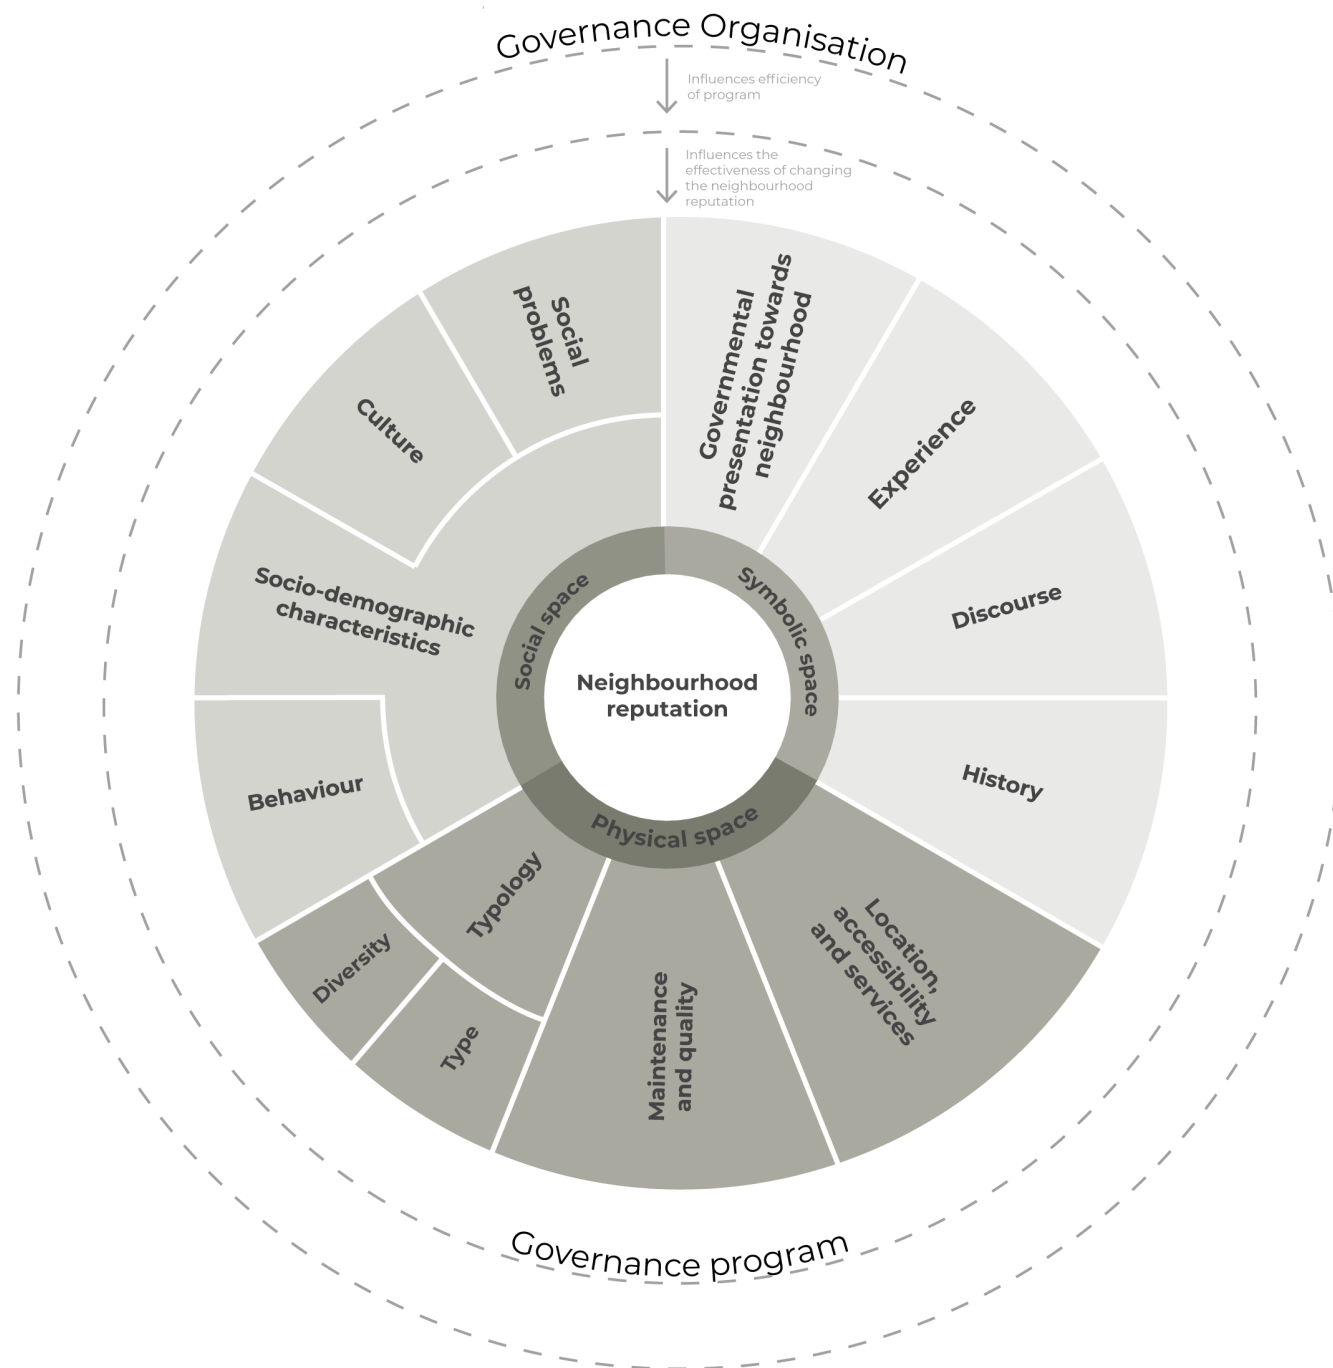 Governance Organisation
Influences efficiency
of program
Influences the
effectiveness of changing
the neighbourhood
reputation
Social
problems
Governmental
presentation towards
neighbourhood
Culture
Experience
Socio-demographic
characteristics
Discourse
Social space
Symbolic space
Neighbourhood
reputation
Behaviour
History
Physical space
Typology
Diversity
Type
Maintenance
and quality
Location,
accessibility
and services
Governance program